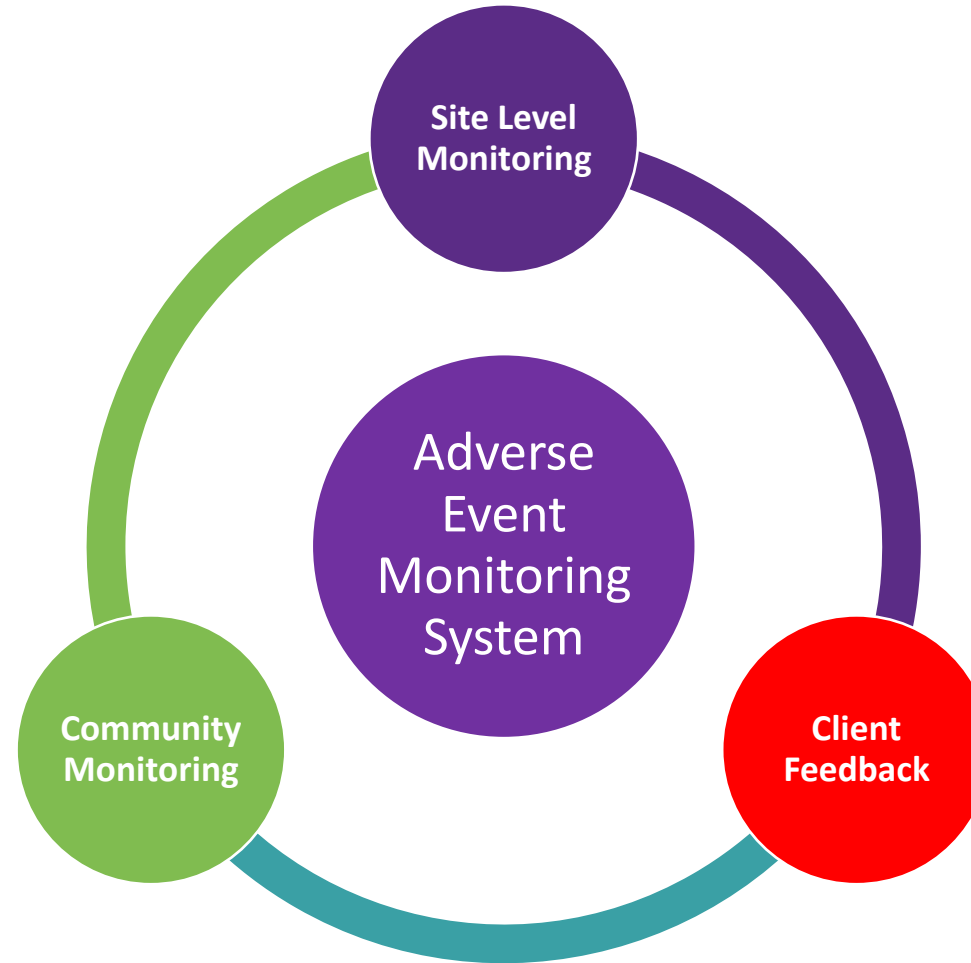 Site Level
Monitoring
Adverse
Event
Monitoring
System
Community
Monitoring
Client
Feedback